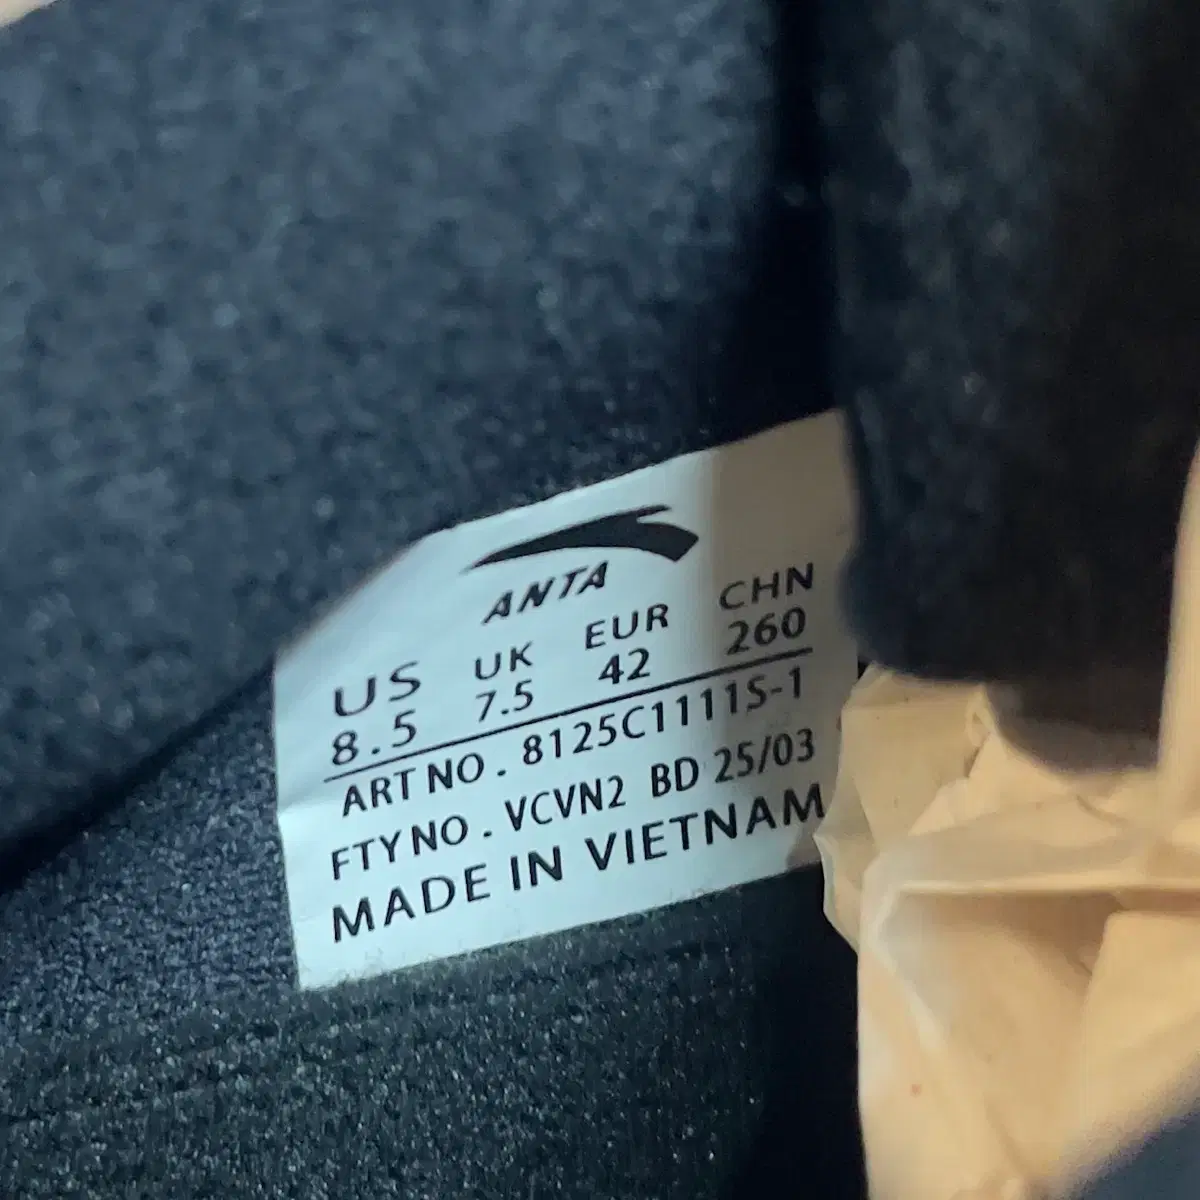 ANTA
US UK EUR CHN
8.5 7.5 42 260
ART NO. 8125C1111S-1
FTY NO. VCVN2 BD 25/03
MADE IN VIETNAM